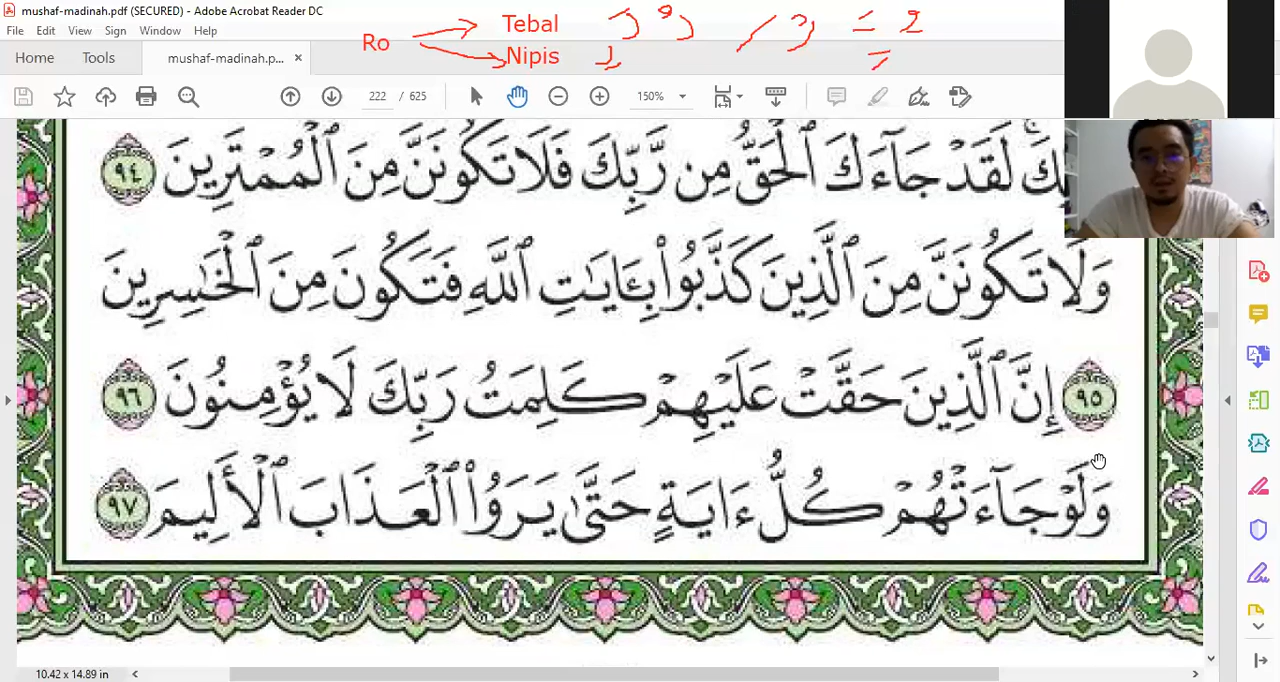 mushaf-madinah.pdf (SECURED) - Adobe Acrobat Reader DC
File Edit View Sign Window Help
Ro
Tebal
Nipis
Home Tools mushaf-madinah.p... ×
222 / 625 150%
لَقَدْ جَآءَكَ ٱلْحَقُّ مِن رَّبِّكَ فَلَا تَكُونَنَّ مِنَ ٱلْمُمْتَرِينَ ٩٤
وَلَا تَكُونَنَّ مِنَ ٱلَّذِينَ كَذَّبُوا۟ بِـَٔايَـٰتِ ٱللَّهِ فَتَكُونَ مِنَ ٱلْخَـٰسِرِينَ
٩٥ إِنَّ ٱلَّذِينَ حَقَّتْ عَلَيْهِمْ كَلِمَتُ رَبِّكَ لَا يُؤْمِنُونَ ٩٦
وَلَوْ جَآءَتْهُمْ كُلُّ ءَايَةٍ حَتَّىٰ يَرَوُا۟ ٱلْعَذَابَ ٱلْأَلِيمَ ٩٧
10.42 x 14.89 in